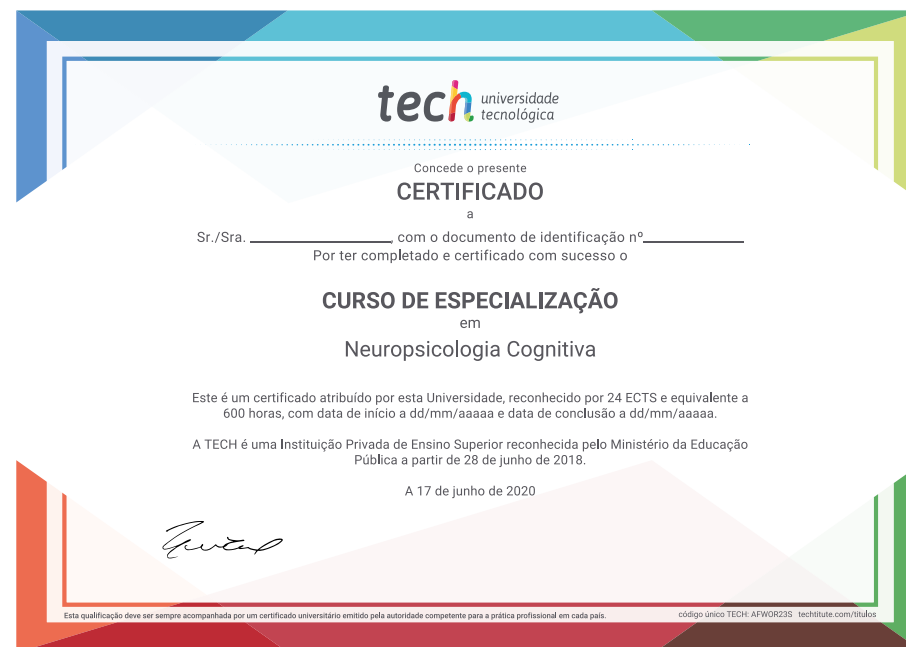 tech universidade
tecnológica
Concede o presente
CERTIFICADO
a
Sr./Sra. ____________________, com o documento de identificação nº______________
Por ter completado e certificado com sucesso o
CURSO DE ESPECIALIZAÇÃO
em
Neuropsicologia Cognitiva
Este é um certificado atribuído por esta Universidade, reconhecido por 24 ECTS e equivalente a
600 horas, com data de início a dd/mm/aaaaa e data de conclusão a dd/mm/aaaaa.
A TECH é uma Instituição Privada de Ensino Superior reconhecida pelo Ministério da Educação
Pública a partir de 28 de junho de 2018.
A 17 de junho de 2020
Esta qualificação deve ser sempre acompanhada por um certificado universitário emitido pela autoridade competente para a prática profissional em cada país.
código único TECH: AFWOR23S techtitute.com/titulos